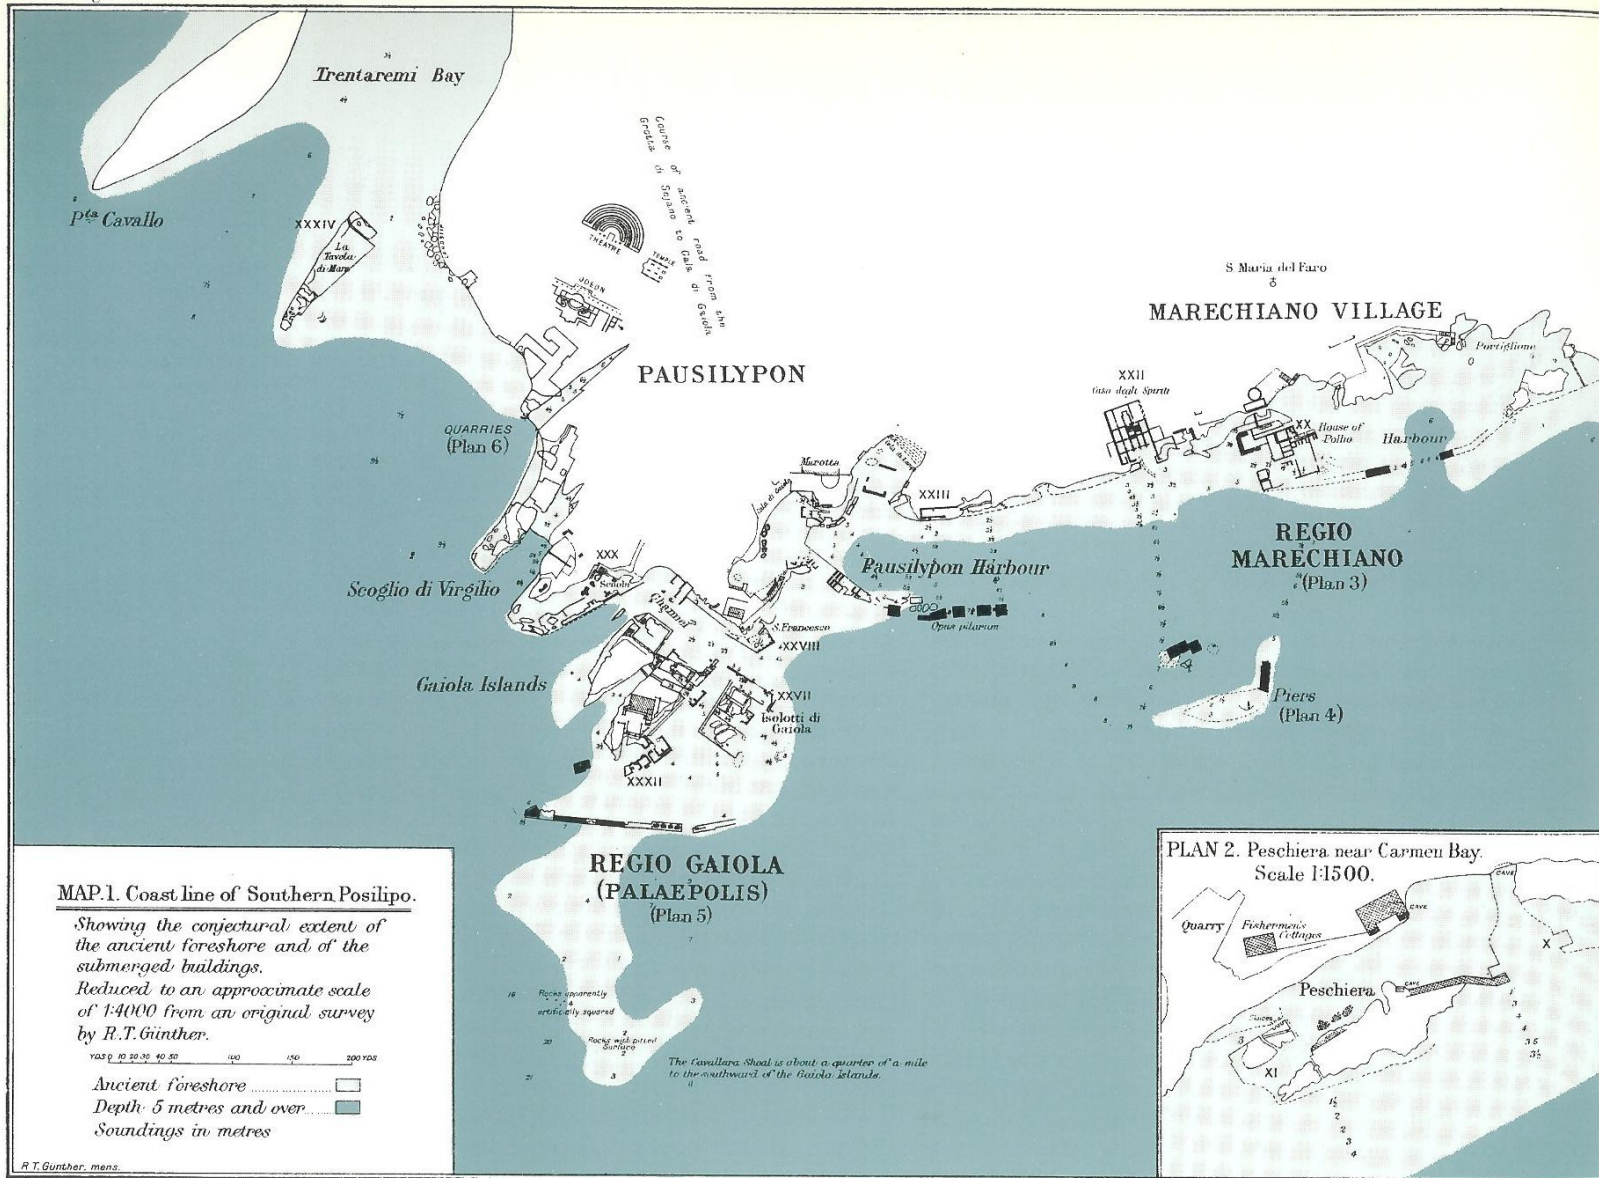 Trentaremi Bay
Pta Cavallo
XXXIV
La
Tavola
di Mare
Course of ancient road from the
Grotta di Sejano to Cala di Gaiola
THEATRE
TEMPLE
ODEON
PAUSILYPON
QUARRIES
(Plan 6)
S. Maria del Faro
MARECHIANO VILLAGE
Portiglione
XXII
Casa degli Spiriti
XX House of
Pollio
Harbour
Marotta
XXIII
REGIO
MARECHIANO
(Plan 3)
Pausilypon Harbour
Opus pilarum
Scoglio di Virgilio
XXX
Scuola
S. Francesco
XXVIII
Gaiola Islands
XXVII
Isolotti di
Gaiola
XXXII
Piers
(Plan 4)
REGIO GAIOLA
(PALAEPOLIS)
(Plan 5)
Rocks apparently
artificially squared
Rocks with pitted
Surface
The Cavallara Shoal is about a quarter of a mile
to the southward of the Gaiola Islands.
MAP.1. Coast line of Southern Posilipo.
Showing the conjectural extent of
the ancient foreshore and of the
submerged buildings.
Reduced to an approximate scale
of 1:4000 from an original survey
by R.T. Günther.
YDS 0 10 20 30 40 50 100 150 200 YDS
Ancient foreshore
Depth 5 metres and over
Soundings in metres
R.T. Günther. mens.
PLAN 2. Peschiera near Carmen Bay.
Scale 1:1500.
CAVE
CAVE
Quarry
Fishermen's
Cottages
X
CAVE
Peschiera
XI